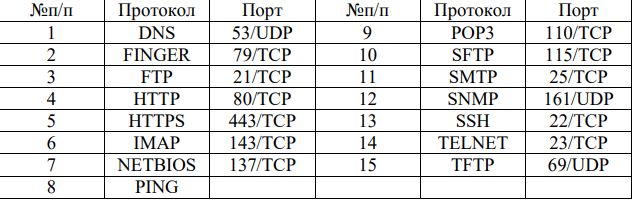 №п/п Протокол Порт №п/п Протокол Порт
1 DNS 53/UDP 9 POP3 110/TCP
2 FINGER 79/TCP 10 SFTP 115/TCP
3 FTP 21/TCP 11 SMTP 25/TCP
4 HTTP 80/TCP 12 SNMP 161/UDP
5 HTTPS 443/TCP 13 SSH 22/TCP
6 IMAP 143/TCP 14 TELNET 23/TCP
7 NETBIOS 137/TCP 15 TFTP 69/UDP
8 PING